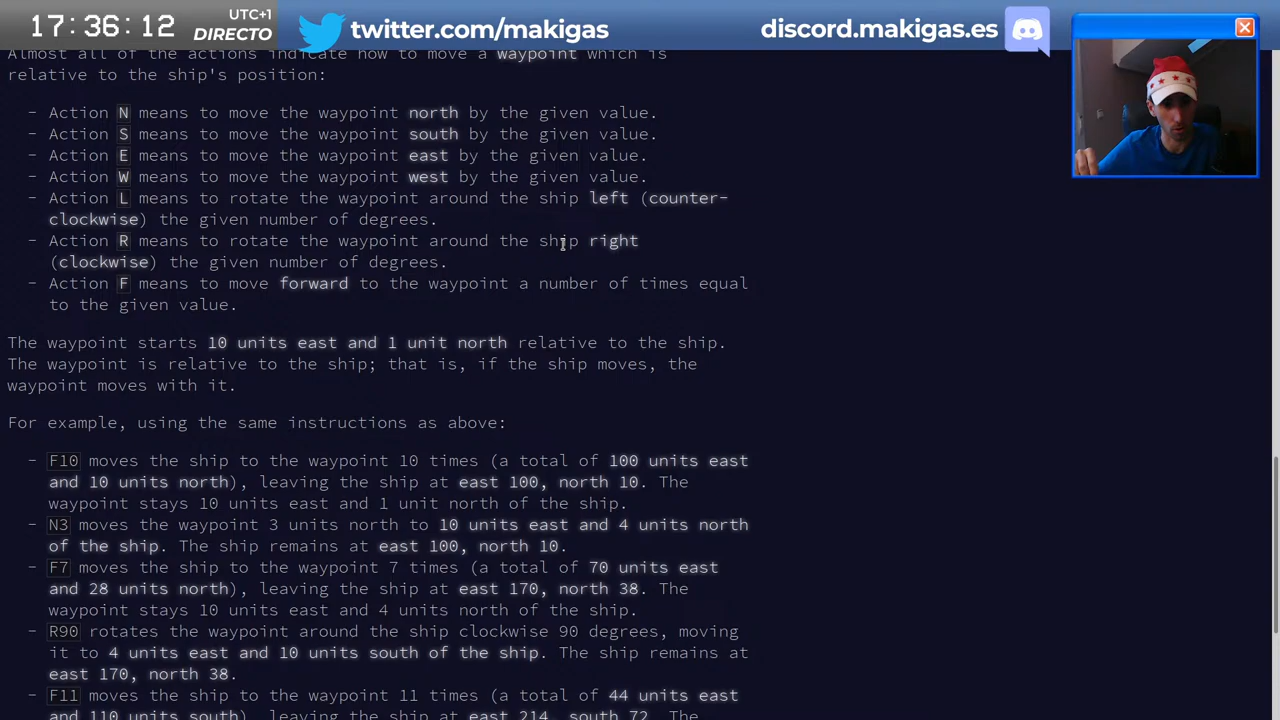 17:36:12
UTC+1
DIRECTO
twitter.com/makigas
discord.makigas.es
Almost all of the actions indicate how to move a waypoint which is
relative to the ship's position:
- Action N means to move the waypoint north by the given value.
- Action S means to move the waypoint south by the given value.
- Action E means to move the waypoint east by the given value.
- Action W means to move the waypoint west by the given value.
- Action L means to rotate the waypoint around the ship left (counter-
clockwise) the given number of degrees.
- Action R means to rotate the waypoint around the ship right
(clockwise) the given number of degrees.
- Action F means to move forward to the waypoint a number of times equal
to the given value.
The waypoint starts 10 units east and 1 unit north relative to the ship.
The waypoint is relative to the ship; that is, if the ship moves, the
waypoint moves with it.
For example, using the same instructions as above:
- F10 moves the ship to the waypoint 10 times (a total of 100 units east
and 10 units north), leaving the ship at east 100, north 10. The
waypoint stays 10 units east and 1 unit north of the ship.
- N3 moves the waypoint 3 units north to 10 units east and 4 units north
of the ship. The ship remains at east 100, north 10.
- F7 moves the ship to the waypoint 7 times (a total of 70 units east
and 28 units north), leaving the ship at east 170, north 38. The
waypoint stays 10 units east and 4 units north of the ship.
- R90 rotates the waypoint around the ship clockwise 90 degrees, moving
it to 4 units east and 10 units south of the ship. The ship remains at
east 170, north 38.
- F11 moves the ship to the waypoint 11 times (a total of 44 units east
and 110 units south), leaving the ship at east 214, south 72. The